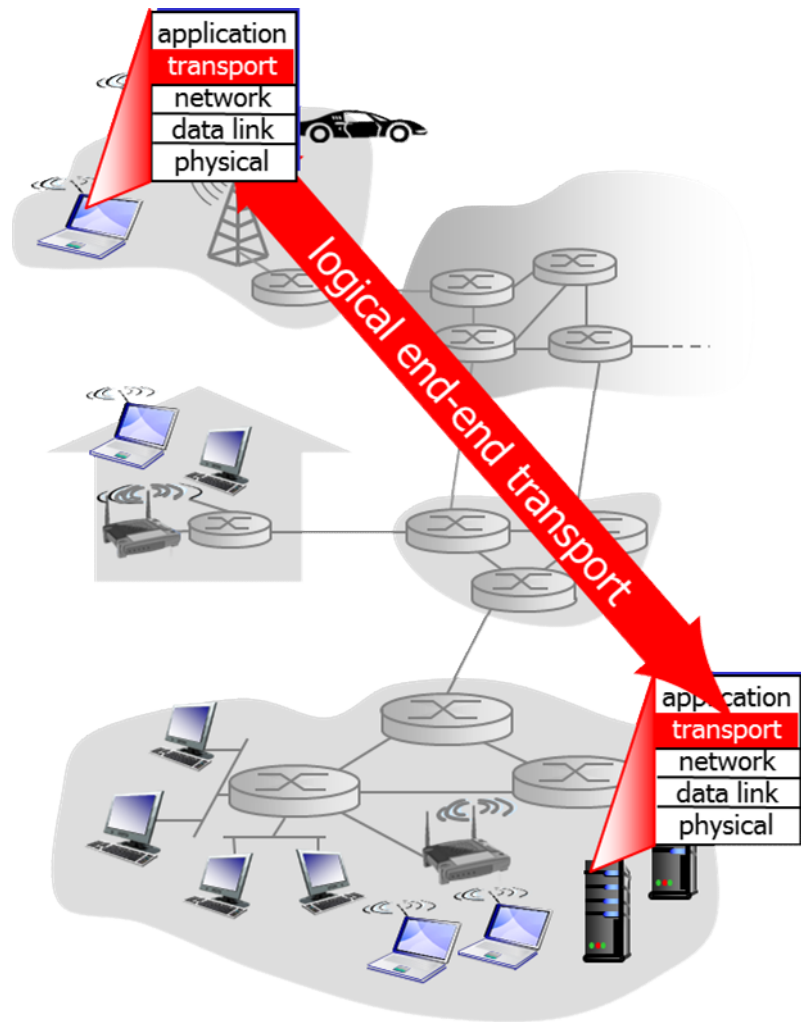 application
transport
network
data link
physical
logical end-end transport
application
transport
network
data link
physical